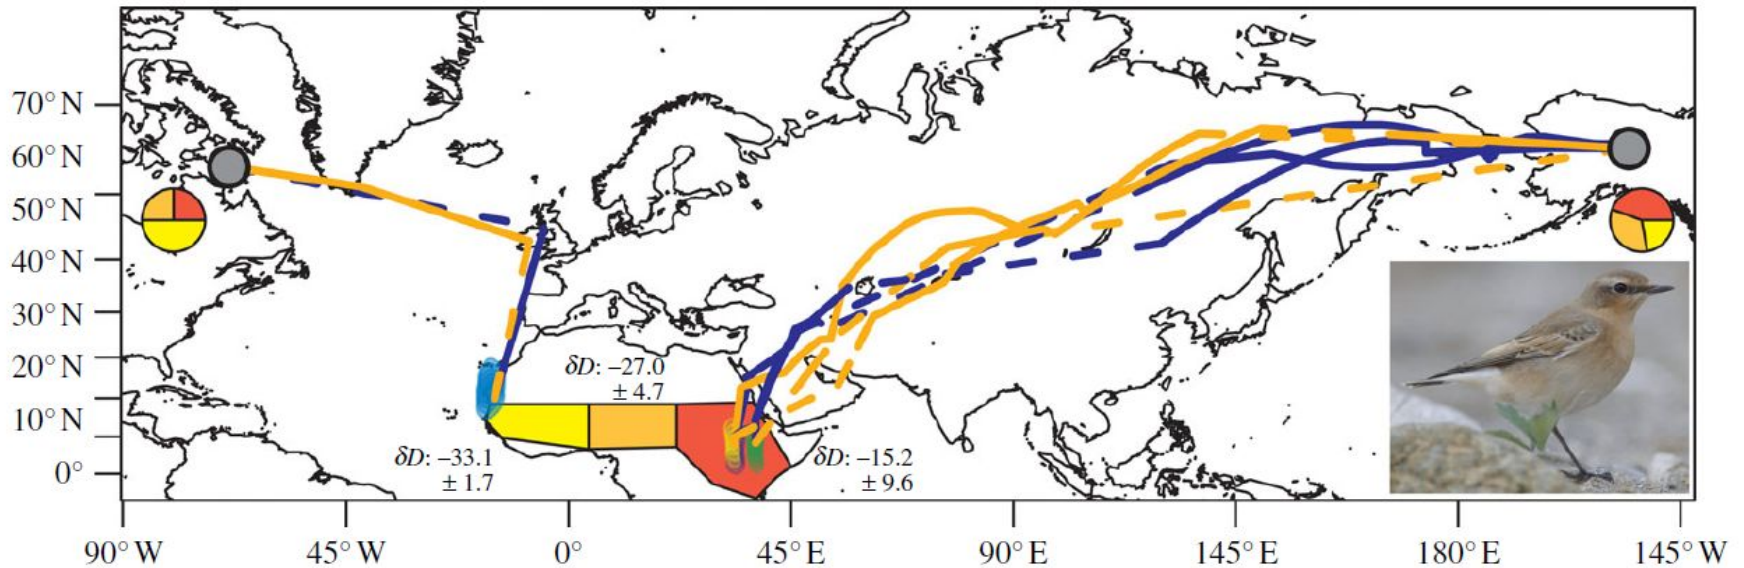 70° N
60° N
50° N
40° N
30° N
20° N
10° N
0°
δD: –27.0
± 4.7
δD: –33.1
± 1.7
δD: –15.2
± 9.6
90° W
45° W
0°
45° E
90° E
145° E
180° E
145° W